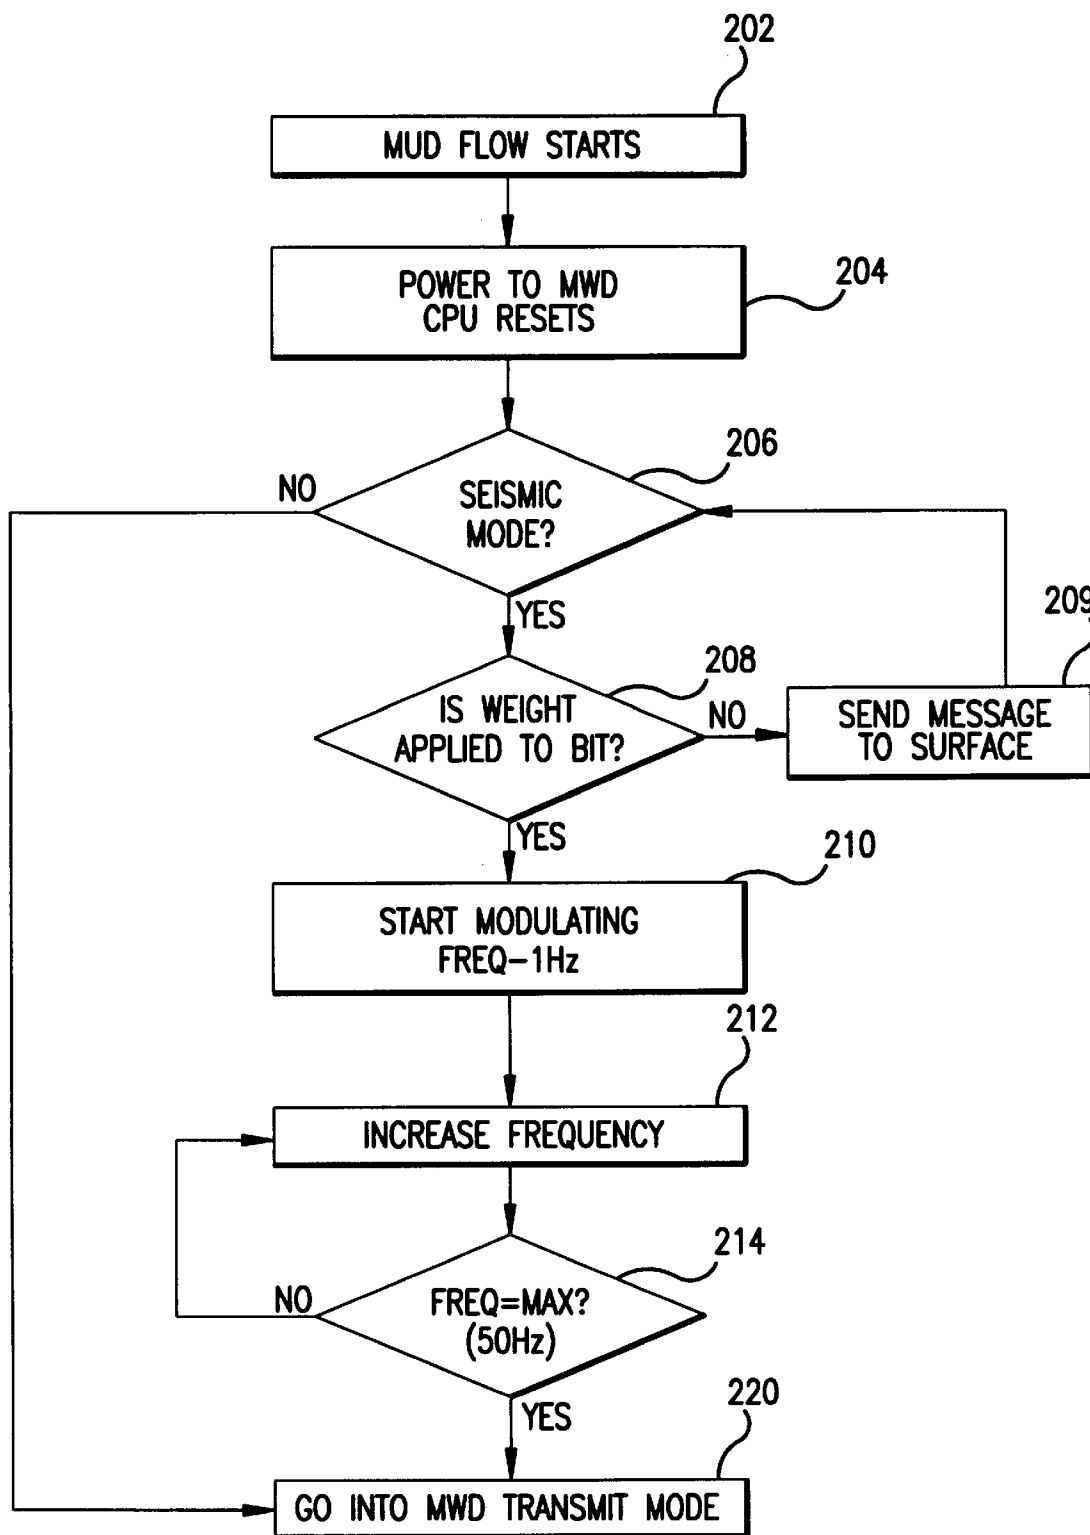 202
MUD FLOW STARTS
204
POWER TO MWD
CPU RESETS
206
NO
SEISMIC
MODE?
YES
209
208
IS WEIGHT
APPLIED TO BIT?
NO
SEND MESSAGE
TO SURFACE
YES
210
START MODULATING
FREQ-1Hz
212
INCREASE FREQUENCY
214
NO
FREQ=MAX?
(50Hz)
YES
220
GO INTO MWD TRANSMIT MODE